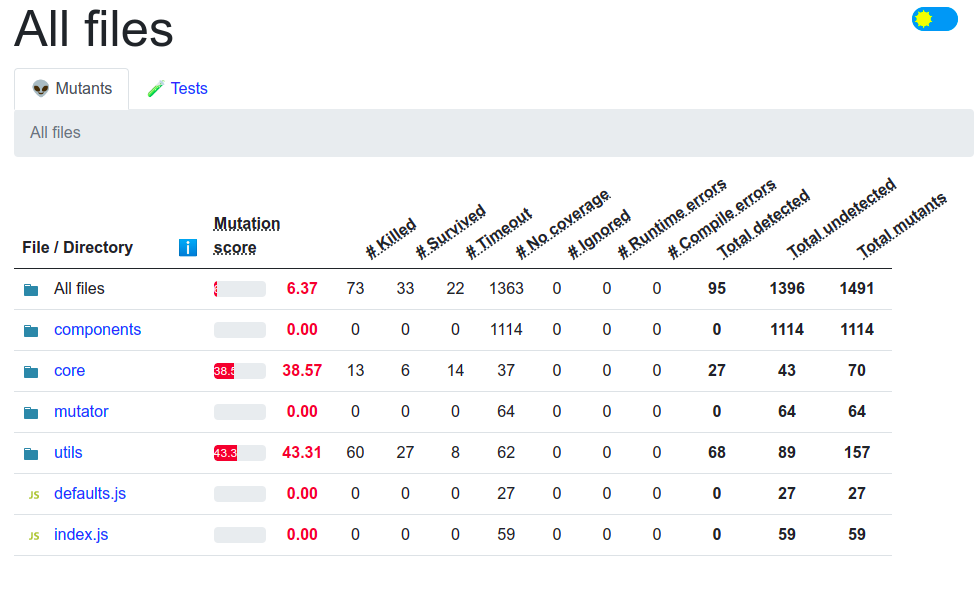 All files
👽 Mutants
🧪 Tests
All files
File / Directory
Mutation score
# Killed
# Survived
# Timeout
# No coverage
# Ignored
# Runtime errors
# Compile errors
Total detected
Total undetected
Total mutants
All files 6.37 73 33 22 1363 0 0 0 95 1396 1491
components 0.00 0 0 0 1114 0 0 0 0 1114 1114
core 38.5 38.57 13 6 14 37 0 0 0 27 43 70
mutator 0.00 0 0 0 64 0 0 0 0 64 64
utils 43.3 43.31 60 27 8 62 0 0 0 68 89 157
JS defaults.js 0.00 0 0 0 27 0 0 0 0 27 27
JS index.js 0.00 0 0 0 59 0 0 0 0 59 59